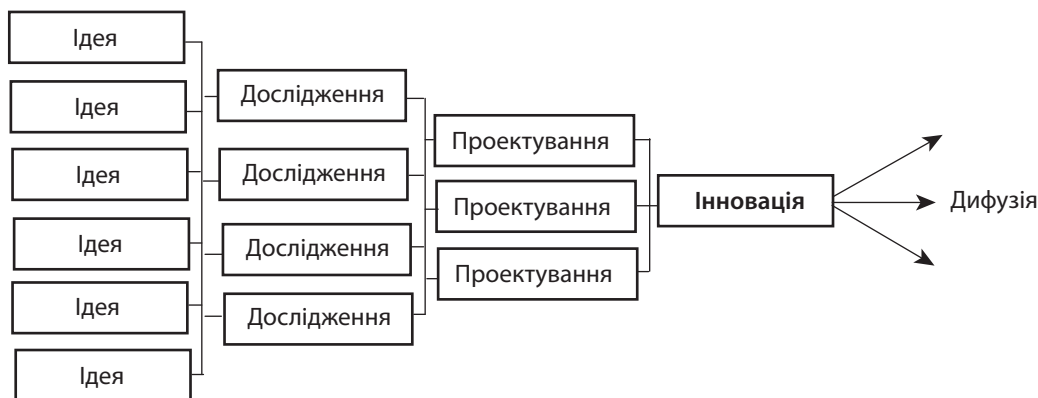 Ідея
Ідея
Ідея
Ідея
Ідея
Ідея
Дослідження
Дослідження
Дослідження
Дослідження
Проектування
Проектування
Проектування
Інновація
Дифузія